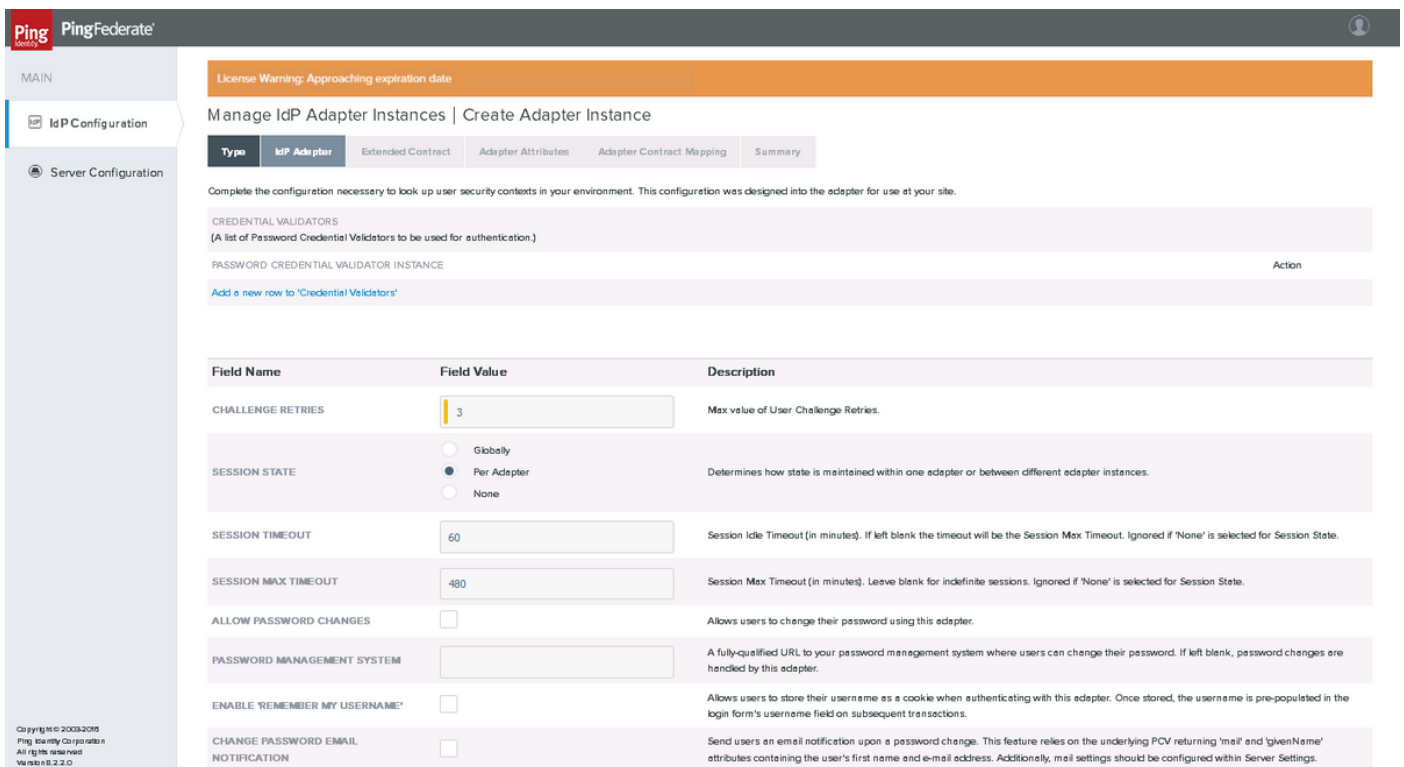 Ping
Identity
PingFederate®
MAIN
IdP Configuration
Server Configuration
License Warning: Approaching expiration date
Manage IdP Adapter Instances | Create Adapter Instance
Type IdP Adapter Extended Contract Adapter Attributes Adapter Contract Mapping Summary
Complete the configuration necessary to look up user security contexts in your environment. This configuration was designed into the adapter for use at your site.
CREDENTIAL VALIDATORS
(A list of Password Credential Validators to be used for authentication.)
PASSWORD CREDENTIAL VALIDATOR INSTANCE Action
Add a new row to 'Credential Validators'
Field Name Field Value Description
CHALLENGE RETRIES 3 Max value of User Challenge Retries.
Globally
SESSION STATE Per Adapter Determines how state is maintained within one adapter or between different adapter instances.
None
SESSION TIMEOUT 60 Session Idle Timeout (in minutes). If left blank the timeout will be the Session Max Timeout. Ignored if 'None' is selected for Session State.
SESSION MAX TIMEOUT 480 Session Max Timeout (in minutes). Leave blank for indefinite sessions. Ignored if 'None' is selected for Session State.
ALLOW PASSWORD CHANGES Allows users to change their password using this adapter.
PASSWORD MANAGEMENT SYSTEM A fully-qualified URL to your password management system where users can change their password. If left blank, password changes are
handled by this adapter.
ENABLE 'REMEMBER MY USERNAME' Allows users to store their username as a cookie when authenticating with this adapter. Once stored, the username is pre-populated in the
login form's username field on subsequent transactions.
CHANGE PASSWORD EMAIL
NOTIFICATION
Send users an email notification upon a password change. This feature relies on the underlying PCV returning 'mail' and 'givenName'
attributes containing the user's first name and e-mail address. Additionally, mail settings should be configured within Server Settings.
Copyright © 2003-2016
Ping Identity Corporation
All rights reserved
Version 8.2.2.0